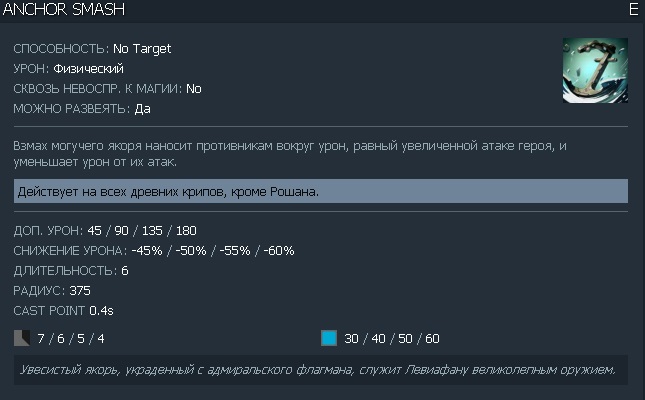 ANCHOR SMASH E
СПОСОБНОСТЬ: No Target
УРОН: Физический
СКВОЗЬ НЕВОСПР. К МАГИИ: No
МОЖНО РАЗВЕЯТЬ: Да
Взмах могучего якоря наносит противникам вокруг урон, равный увеличенной атаке героя, и
уменьшает урон от их атак.
Действует на всех древних крипов, кроме Рошана.
ДОП. УРОН: 45 / 90 / 135 / 180
СНИЖЕНИЕ УРОНА: -45% / -50% / -55% / -60%
ДЛИТЕЛЬНОСТЬ: 6
РАДИУС: 375
CAST POINT 0.4s
7 / 6 / 5 / 4 30 / 40 / 50 / 60
Увесистый якорь, украденный с адмиральского флагмана, служит Левиафану великолепным оружием.